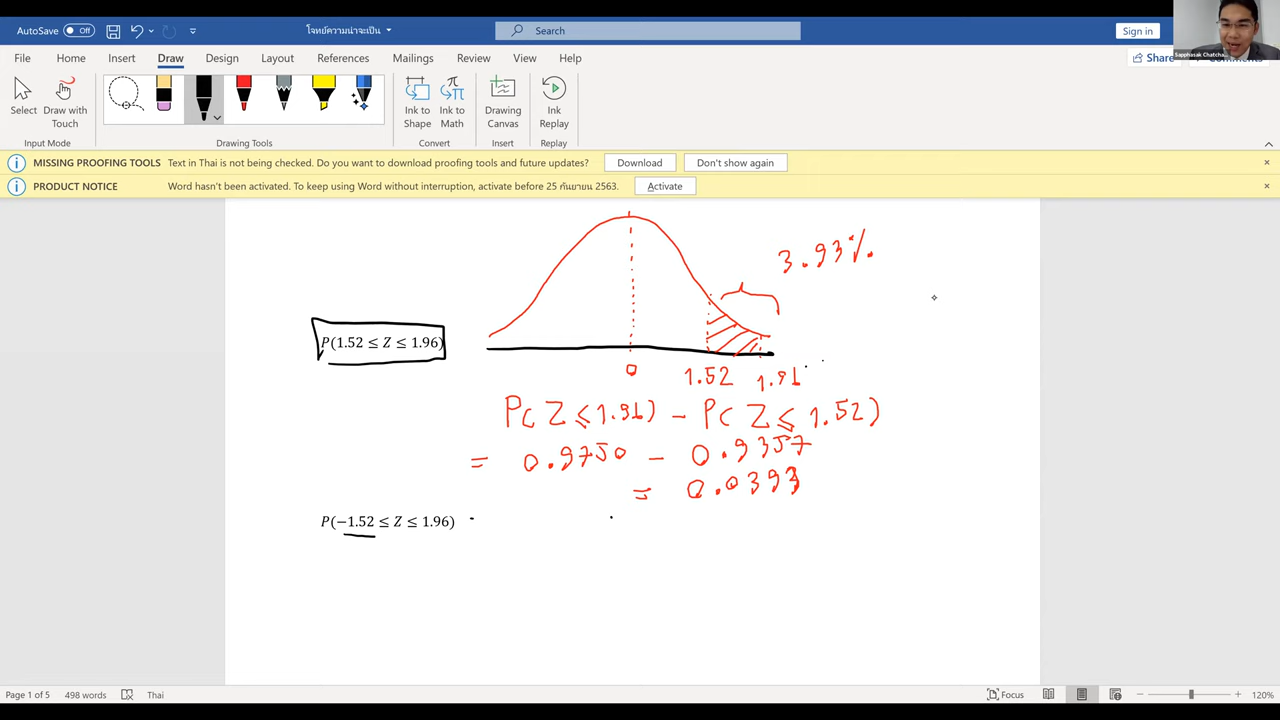 AutoSave Off โจทย์ความน่าจะเป็น Search Sign in
File Home Insert Draw Design Layout References Mailings Review View Help Share Comments
Sapphasak Chatcha...
Select Draw with Touch Ink to Shape Ink to Math Drawing Canvas Ink Replay
Input Mode Drawing Tools Convert Insert Replay
MISSING PROOFING TOOLS Text in Thai is not being checked. Do you want to download proofing tools and future updates? Download Don't show again
PRODUCT NOTICE Word hasn't been activated. To keep using Word without interruption, activate before 25 กันยายน 2563. Activate
3.93%
P(1.52 ≤ Z ≤ 1.96)
0 1.52 1.96
P(Z ≤ 1.96) - P(Z ≤ 1.52)
= 0.9750 - 0.9357
= 0.0393
P(−1.52 ≤ Z ≤ 1.96)
Page 1 of 5 498 words Thai Focus 120%